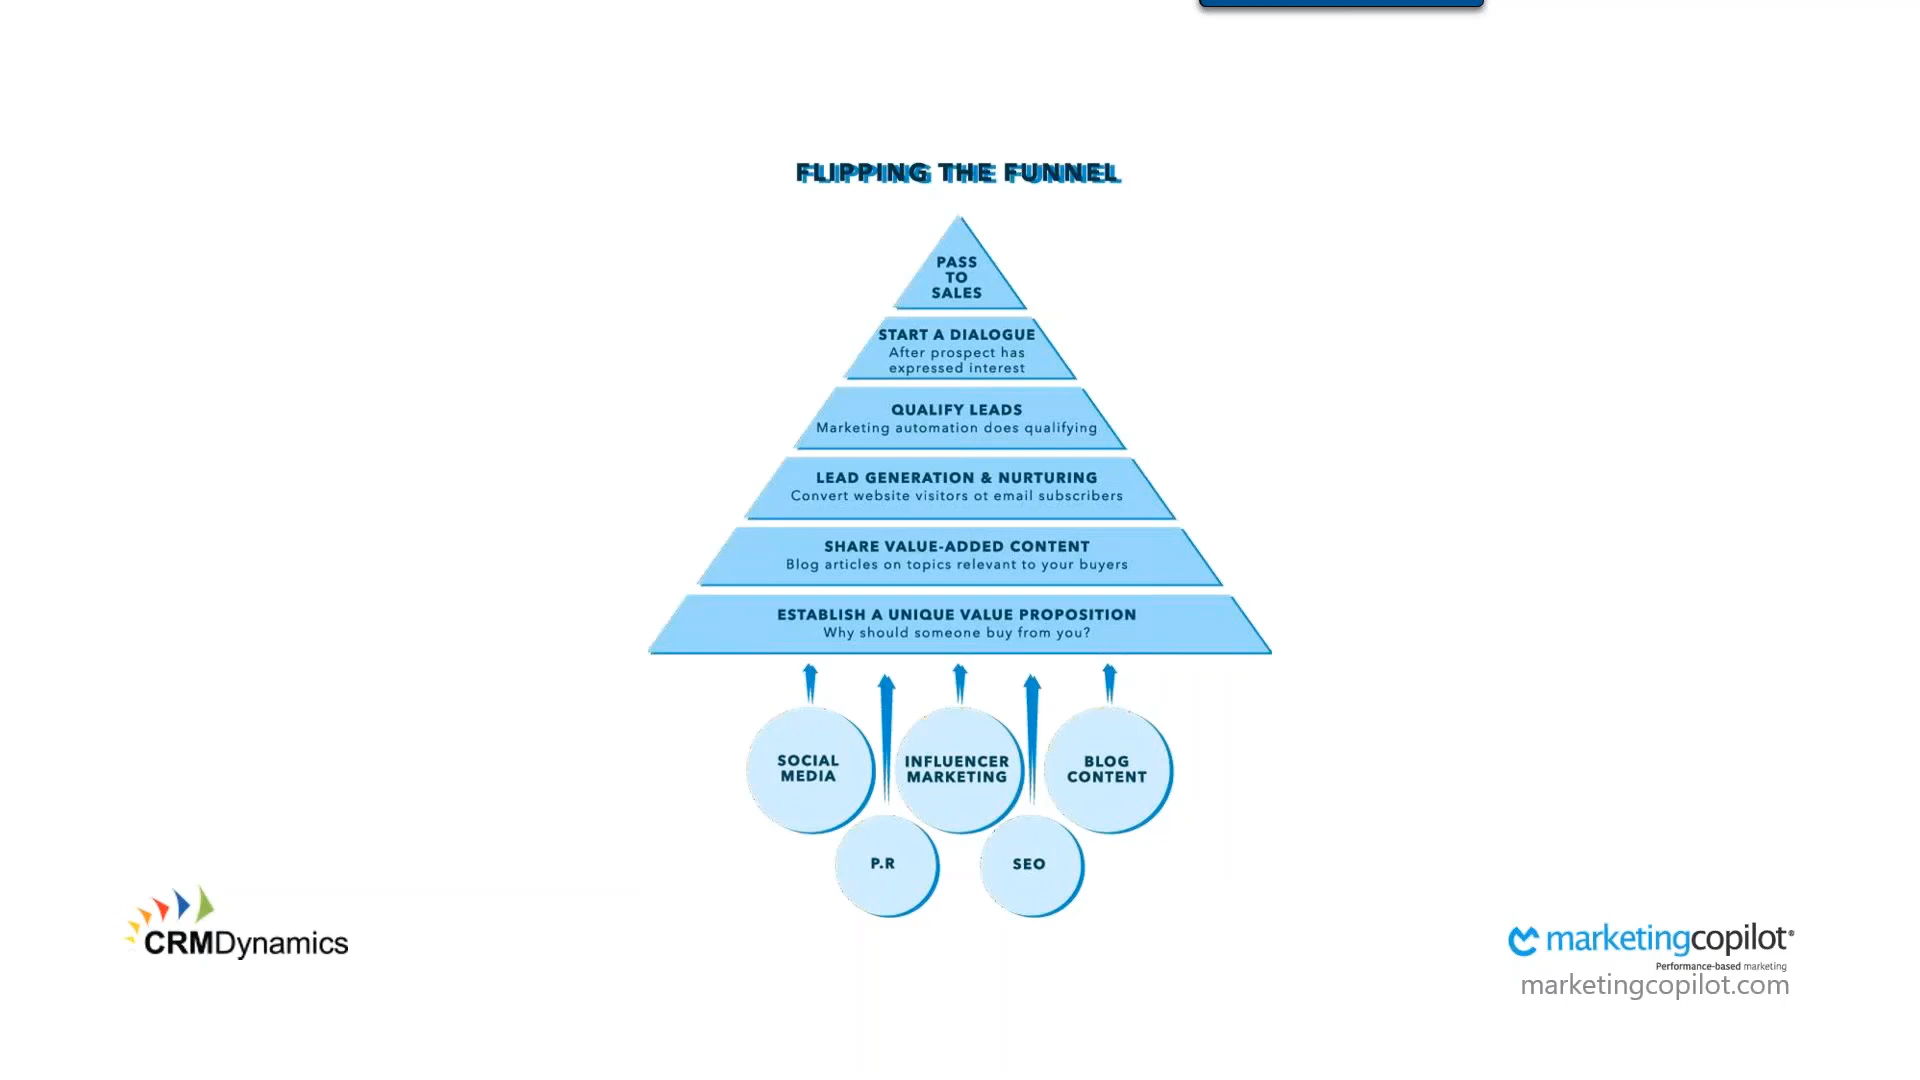 FLIPPING THE FUNNEL
PASS
TO
SALES
START A DIALOGUE
After prospect has
expressed interest
QUALIFY LEADS
Marketing automation does qualifying
LEAD GENERATION & NURTURING
Convert website visitors ot email subscribers
SHARE VALUE-ADDED CONTENT
Blog articles on topics relevant to your buyers
ESTABLISH A UNIQUE VALUE PROPOSITION
Why should someone buy from you?
SOCIAL
MEDIA
INFLUENCER
MARKETING
BLOG
CONTENT
P.R
SEO
CRMDynamics
marketingcopilot®
Performance-based marketing
marketingcopilot.com